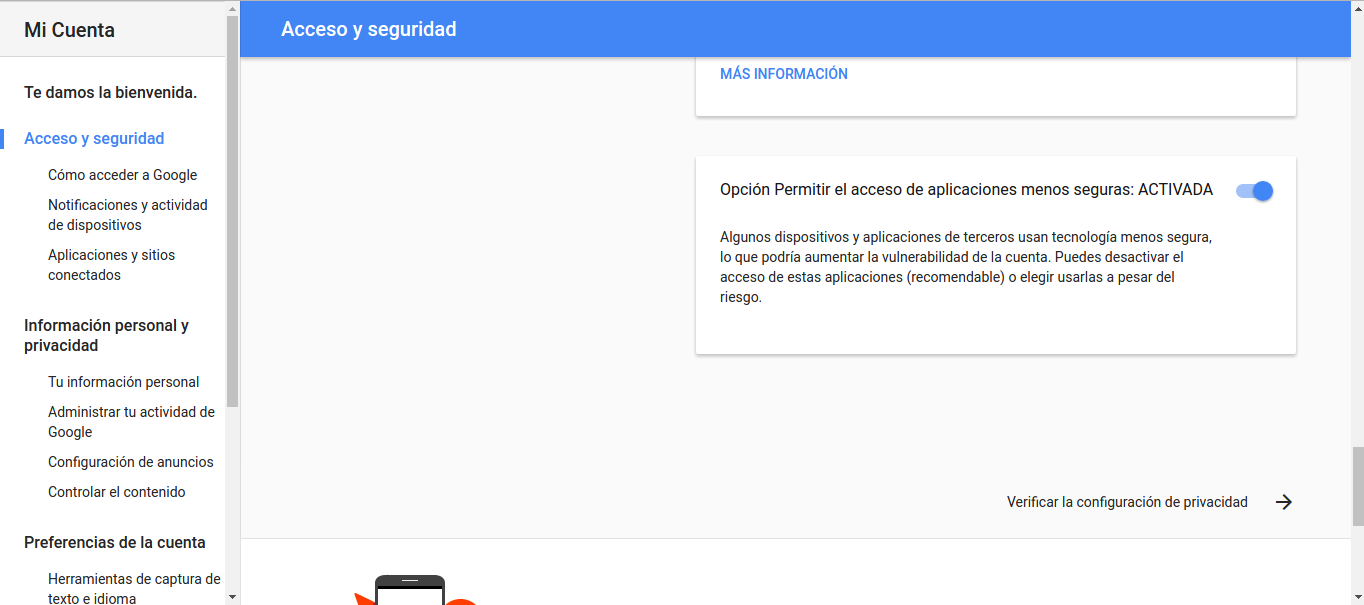 Mi Cuenta
Te damos la bienvenida.
Acceso y seguridad
Cómo acceder a Google
Notificaciones y actividad
de dispositivos
Aplicaciones y sitios
conectados
Información personal y
privacidad
Tu información personal
Administrar tu actividad de
Google
Configuración de anuncios
Controlar el contenido
Preferencias de la cuenta
Herramientas de captura de
texto e idioma
Acceso y seguridad
MÁS INFORMACIÓN
Opción Permitir el acceso de aplicaciones menos seguras: ACTIVADA
Algunos dispositivos y aplicaciones de terceros usan tecnología menos segura,
lo que podría aumentar la vulnerabilidad de la cuenta. Puedes desactivar el
acceso de estas aplicaciones (recomendable) o elegir usarlas a pesar del
riesgo.
Verificar la configuración de privacidad